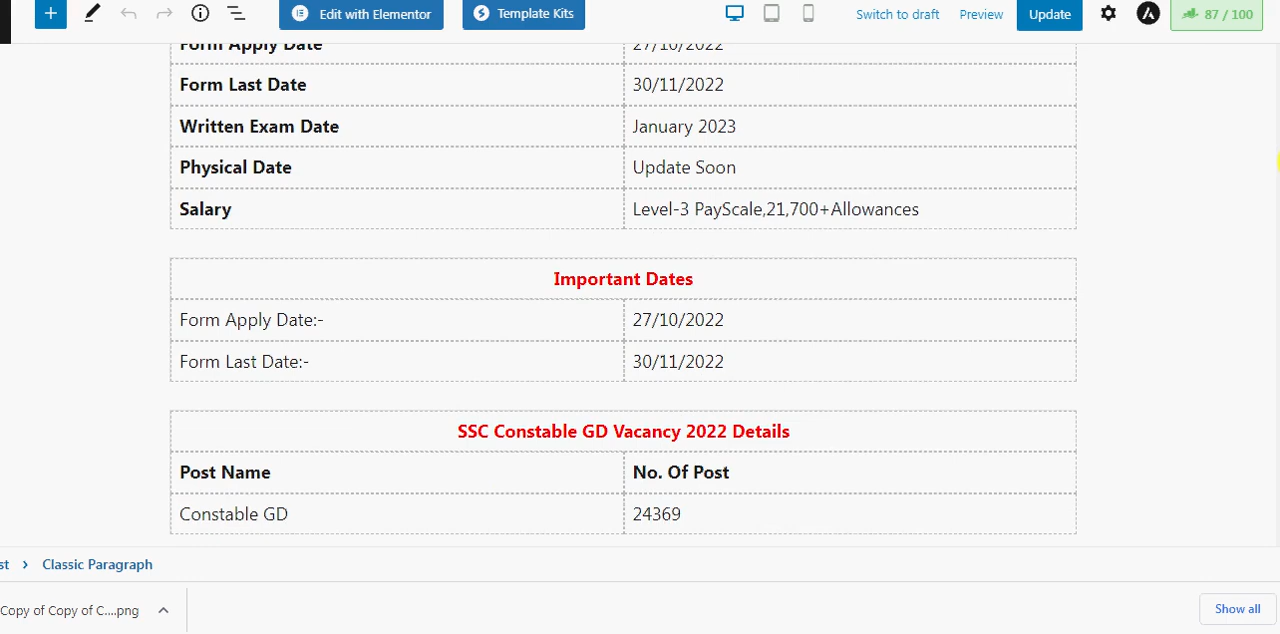 + Edit with Elementor Template Kits Switch to draft Preview Update 87 / 100
Form Apply Date 27/10/2022
Form Last Date 30/11/2022
Written Exam Date January 2023
Physical Date Update Soon
Salary Level-3 PayScale,21,700+Allowances
Important Dates
Form Apply Date:- 27/10/2022
Form Last Date:- 30/11/2022
SSC Constable GD Vacancy 2022 Details
Post Name No. Of Post
Constable GD 24369
st › Classic Paragraph
Copy of Copy of C....png Show all